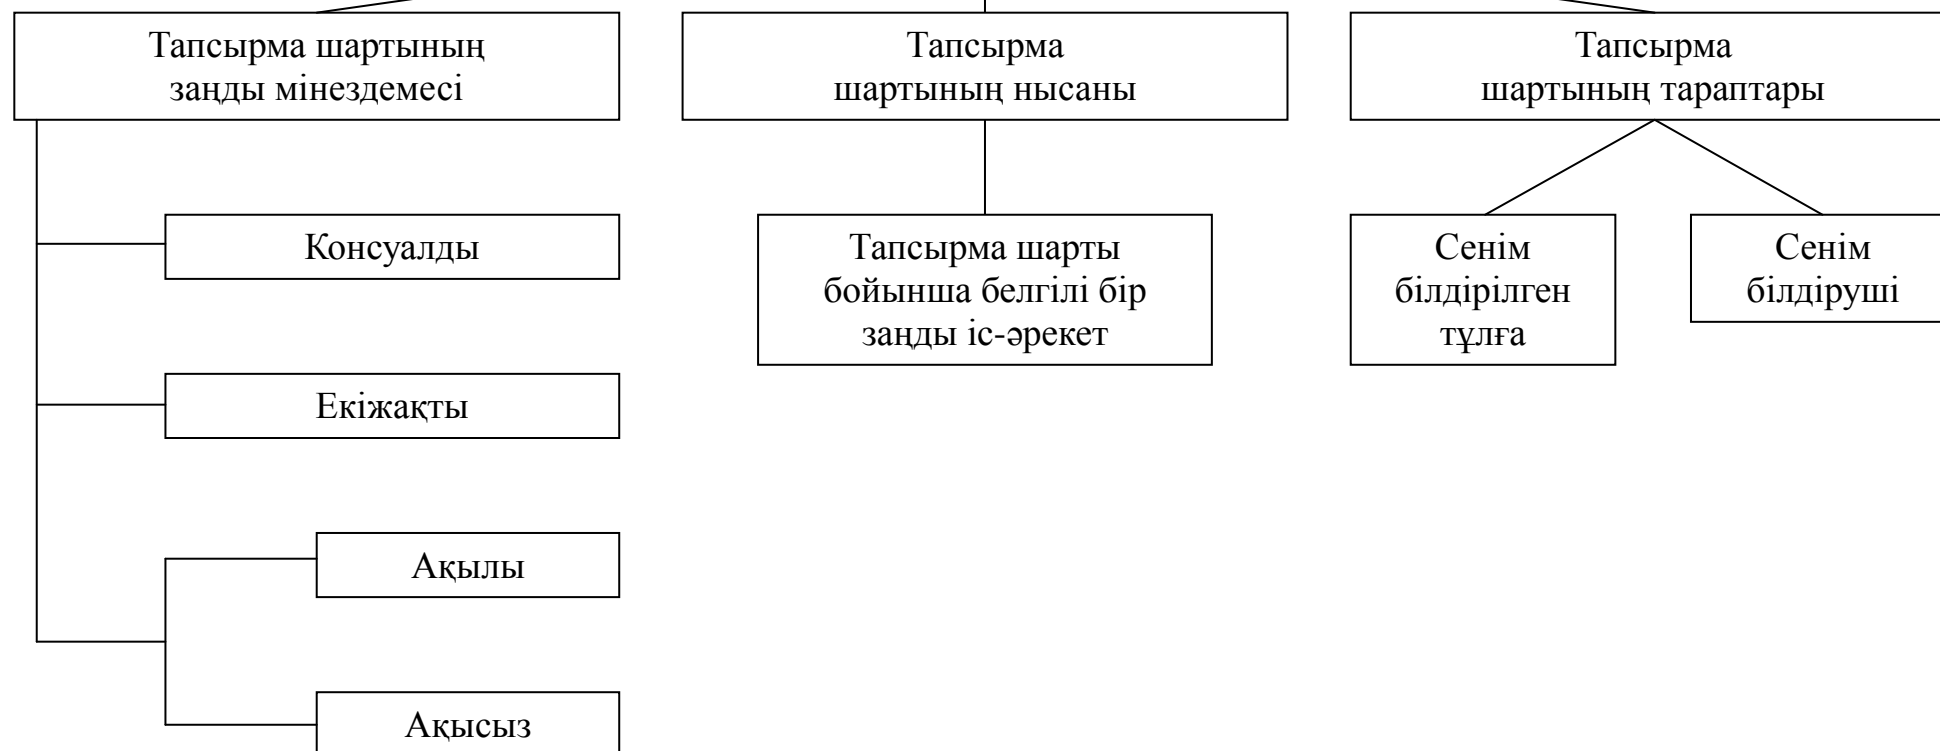 Тапсырма шартының
заңды мінездемесі
Тапсырма
шартының нысаны
Тапсырма
шартының тараптары
Консуалды
Тапсырма шарты
бойынша белгілі бір
заңды іс-әрекет
Сенім
білдірілген
тұлға
Сенім
білдіруші
Екіжақты
Ақылы
Ақысыз